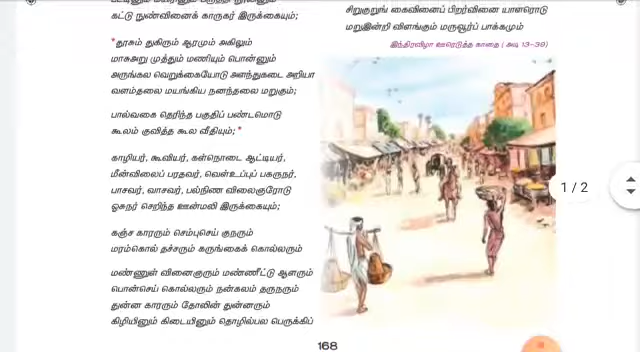 கட்டு நுண்வினைக் காருகர் இருக்கையும்;
*தூசும் துகிரும் ஆரமும் அகிலும்
மாசுஅறு முத்தும் மணியும் பொன்னும்
அருங்கல வெறுக்கையோடு அளந்துகடை அறியா
வளம்தலை மயங்கிய நனந்தலை மறுகும்;
பால்வகை தெரிந்த பகுதிப் பண்டமொடு
கூலம் குவித்த கூல வீதியும்;*
காழியர், கூவியர், கள்நொடை ஆட்டியர்,
மீன்விலைப் பரதவர், வெள்உப்புப் பகருநர்,
பாசவர், வாசவர், பல்நிண விலைஞரோடு
ஓசுநர் செறிந்த ஊன்மலி இருக்கையும்;
கஞ்ச காரரும் செம்புசெய் குநரும்
மரம்கொல் தச்சரும் கருங்கைக் கொல்லரும்
மண்ணுள் வினைஞரும் மண்ணீட்டு ஆளரும்
பொன்செய் கொல்லரும் நன்கலம் தருநரும்
துன்ன காரரும் தோலின் துன்னரும்
கிழியினும் கிடையினும் தொழில்பல பெருக்கிப்
சிறுகுறுங் கைவினைப் பிறர்வினை யாளரொடு
மறுஇன்றி விளங்கும் மருவூர்ப் பாக்கமும்
இந்திரவிழா ஊரெடுத்த காதை ( அடி 13-39)
1 / 2
168